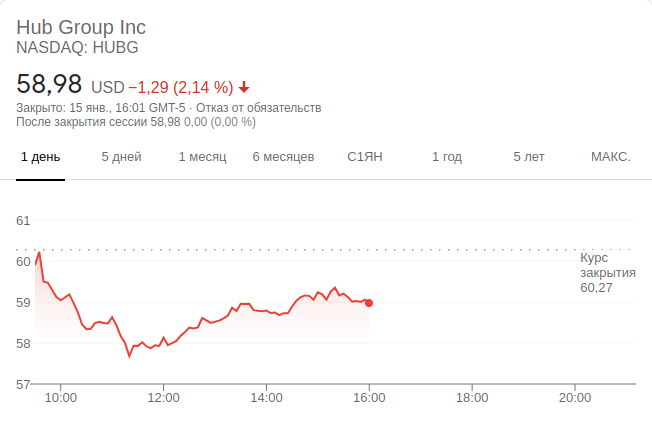 Hub Group Inc
NASDAQ: HUBG
58,98 USD −1,29 (2,14 %)
Закрыто: 15 янв., 16:01 GMT-5 · Отказ от обязательств
После закрытия сессии 58,98 0,00 (0,00 %)
1 день 5 дней 1 месяц 6 месяцев С1ЯН 1 год 5 лет МАКС.
61
60
59
58
57
Курс
закрытия
60,27
10:00 12:00 14:00 16:00 18:00 20:00